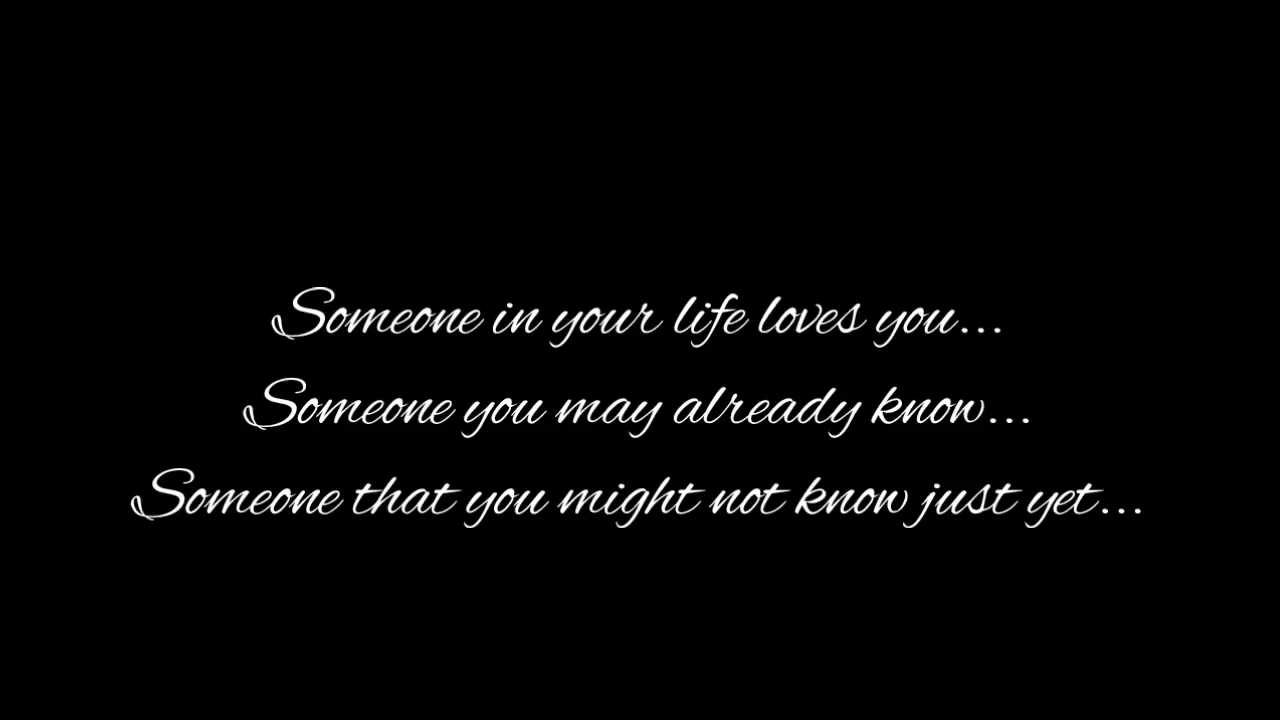 Someone in your life loves you...
Someone you may already know...
Someone that you might not know just yet...